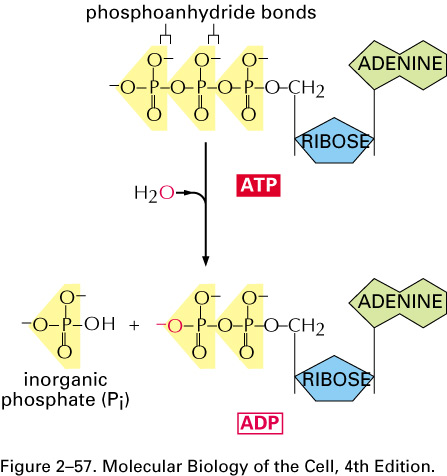 phosphoanhydride bonds
O− O− O− ADENINE
−O–P–O–P–O–P–O–CH2
O O O
RIBOSE
H2O ATP
O− O− O− ADENINE
−O–P–OH + −O–P–O–P–O–CH2
O O O
inorganic RIBOSE
phosphate (Pi)
ADP
Figure 2–57. Molecular Biology of the Cell, 4th Edition.